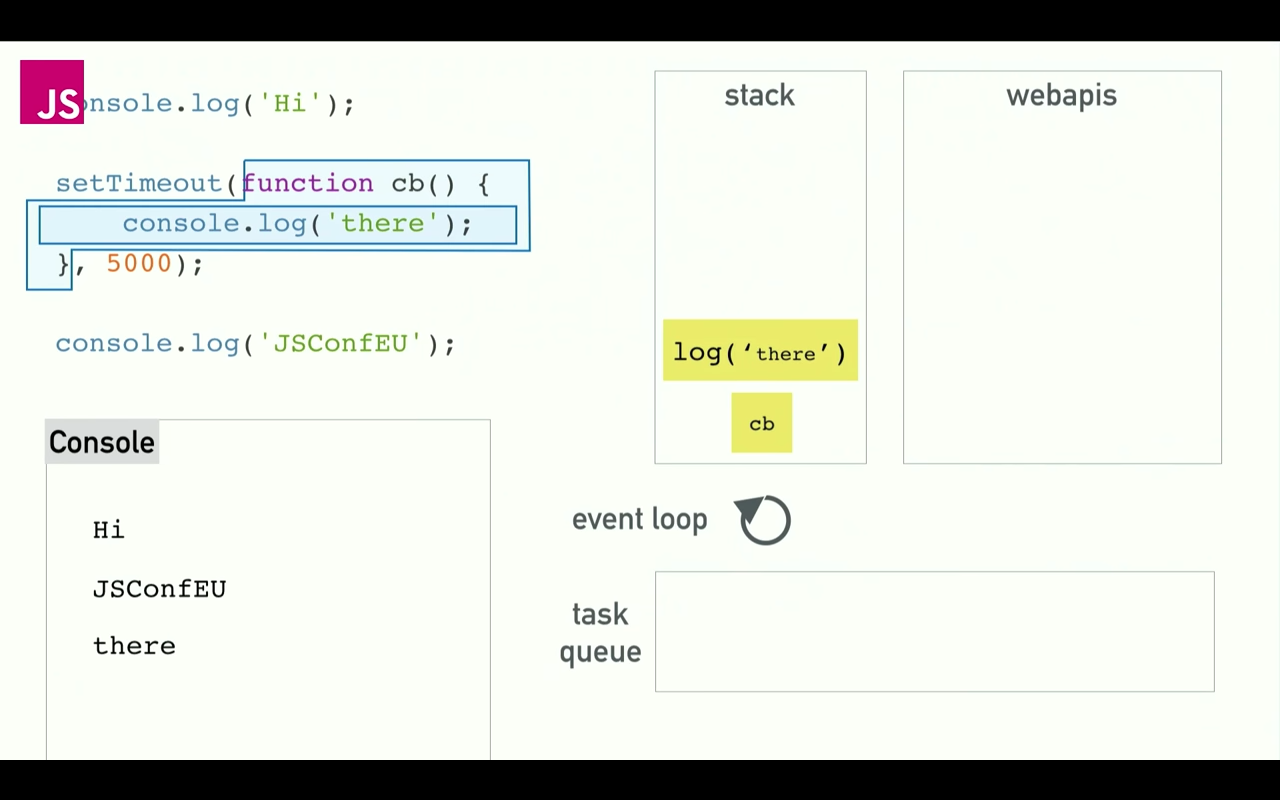 JS
onsole.log('Hi');
setTimeout(function cb() {
console.log('there');
}, 5000);
console.log('JSConfEU');
Console
Hi
JSConfEU
there
stack
log(‘there’)
cb
webapis
event loop
task
queue